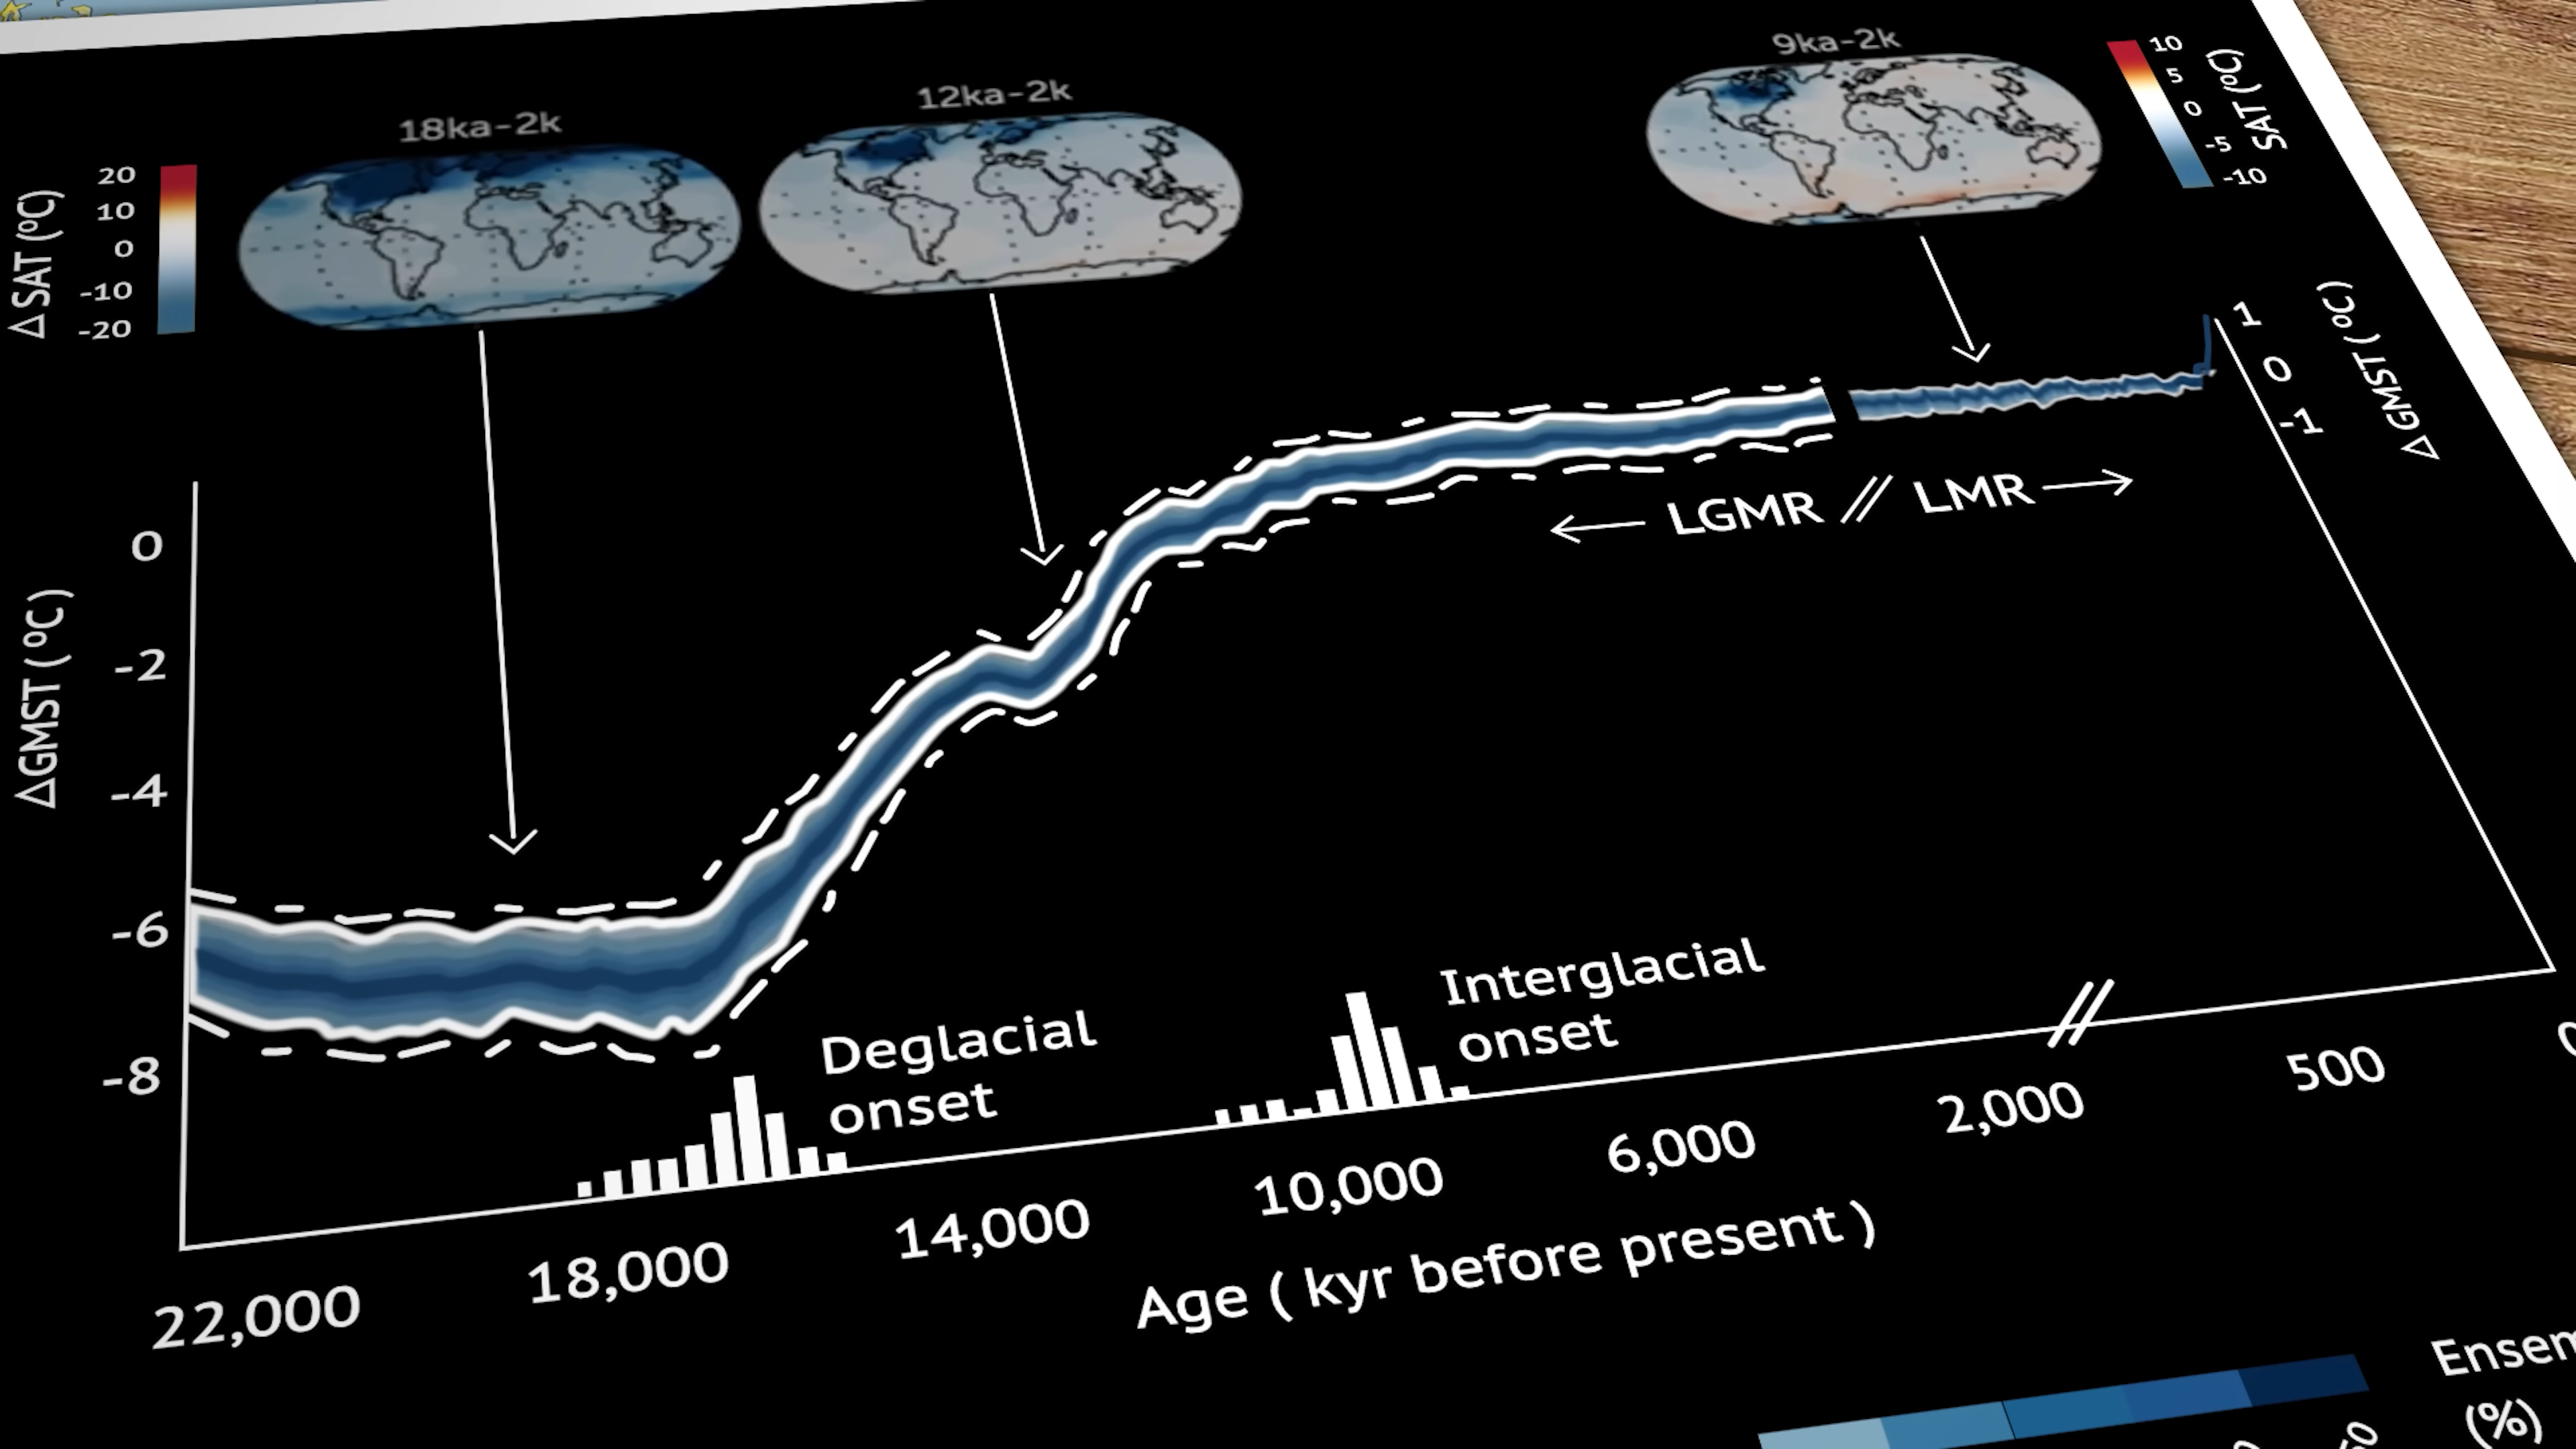 18ka-2k
12ka-2k
9ka-2k
20
10
0
-10
-20
ΔSAT (ºC)
10
5
0
-5
-10
SAT (ºC)
1
0
-1
ΔGMST (ºC)
0
-2
-4
-6
-8
ΔGMST (ºC)
LGMR // LMR
Deglacial
onset
Interglacial
onset
22,000
18,000
14,000
10,000
6,000
2,000
500
Age ( kyr before present )
(%)